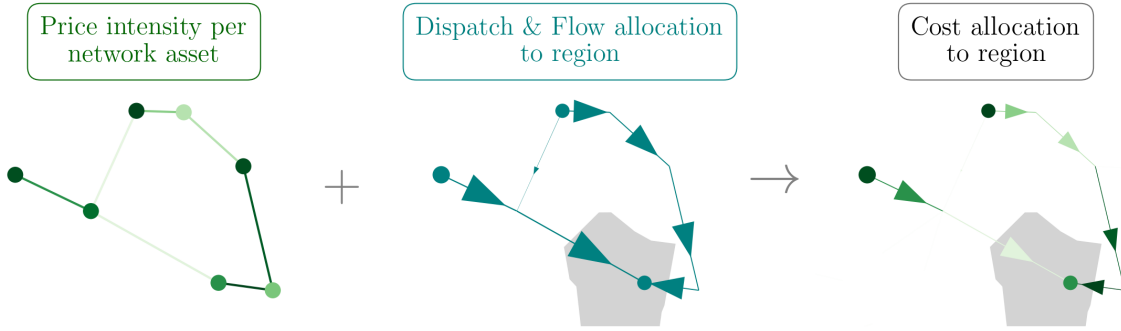 Price intensity per
network asset
Dispatch & Flow allocation
to region
Cost allocation
to region